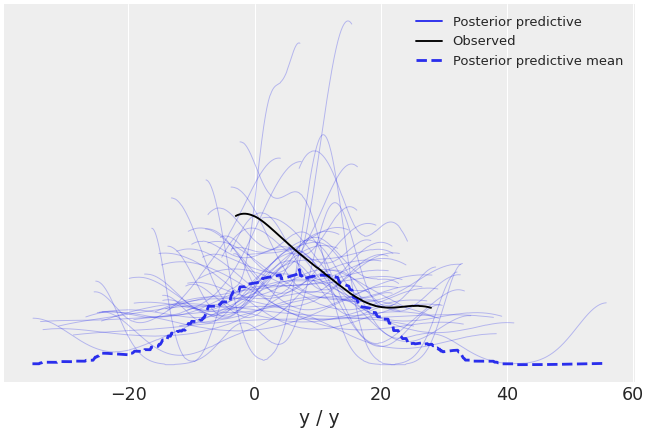 Posterior predictive
Observed
Posterior predictive mean
−20 0 20 40 60
y / y